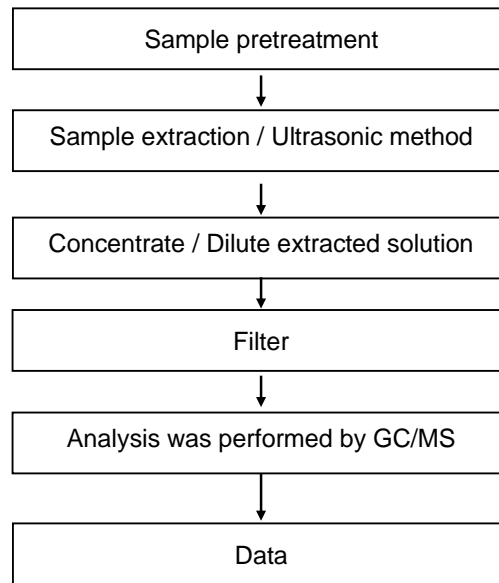 Sample pretreatment
Sample extraction / Ultrasonic method
Concentrate / Dilute extracted solution
Filter
Analysis was performed by GC/MS
Data